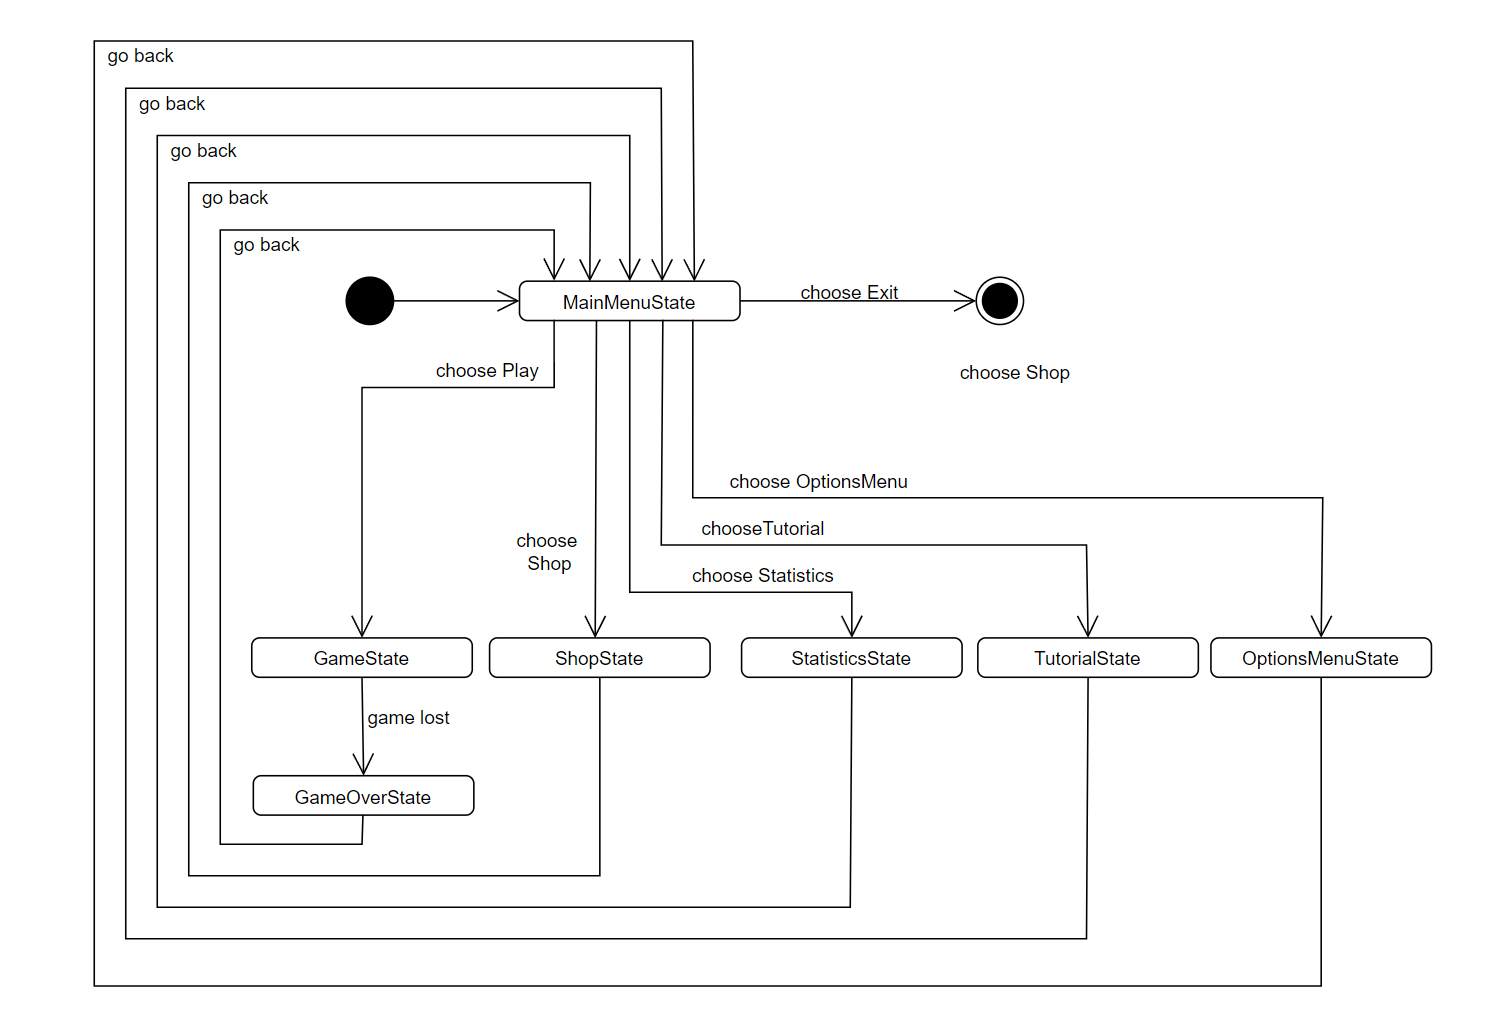 go back
go back
go back
go back
go back
MainMenuState
choose Exit
choose Play
choose Shop
choose OptionsMenu
chooseTutorial
choose
Shop
choose Statistics
GameState
ShopState
StatisticsState
TutorialState
OptionsMenuState
game lost
GameOverState